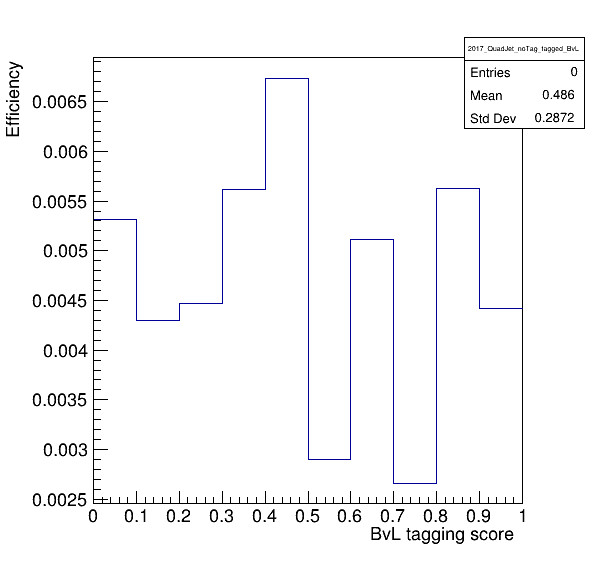 2017_QuadJet_noTag_tagged_BvL
Entries 0
Mean 0.486
Std Dev 0.2872
Efficiency
0.0065
0.006
0.0055
0.005
0.0045
0.004
0.0035
0.003
0.0025
0 0.1 0.2 0.3 0.4 0.5 0.6 0.7 0.8 0.9 1
BvL tagging score